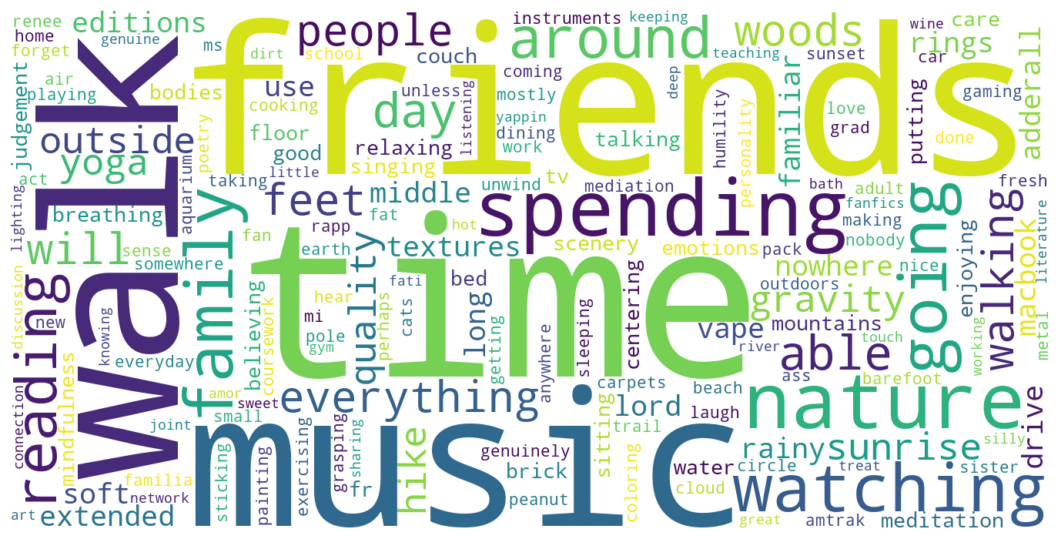 renee
editions
home
genuine
forget
ms
dirt
school
people
instruments
keeping
wine
care
couch
around
woods
rings
teaching
sunset
car
air
playing
bodies
walk
friends
use
cooking
unless
listening
coming
mostly
yappin
deep
humility
personality
familiar
love
gaming
putting
adderall
judgement
outside
poetry
floor
day
relaxing
dining
work
talking
grad
done
yoga
aquarium
good
little
singing
act
taking
feet
middle
unwind
tv
mediation
bath
adult
fresh
breathing
family
fat
spending
making
fanfics
nobody
lighting
will
sense
fan
rapp
textures
scenery
emotions
pack
going
nice
enjoying
walking
macbook
literature
somewhere
earth
hot
time
bed
nowhere
outdoors
discussion
reading
new
knowing
believing
hear
mi
quality
fati
cats
long
gravity
centering
sleeping
vape
mountains
touch
metal
everyday
coursework
pole
gym
perhaps
getting
anywhere
river
able
working
connection
mindfulness
amor
sweet
everything
carpets
beach
ass
barefoot
nature
drive
joint
small
lord
laugh
treat
silly
trail
music
sitting
grasping
sharing
hike
genuinely
rainy
sunrise
familia
sticking
painting
exercising
fr
brick
coloring
water
circle
sister
soft
network
peanut
cloud
watching
art
extended
great
amtrak
meditation